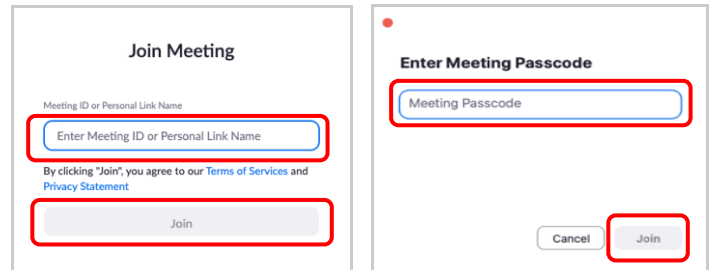 Join Meeting
Meeting ID or Personal Link Name
Enter Meeting ID or Personal Link Name
By clicking "Join", you agree to our Terms of Services and
Privacy Statement
Join
Enter Meeting Passcode
Meeting Passcode
Cancel
Join